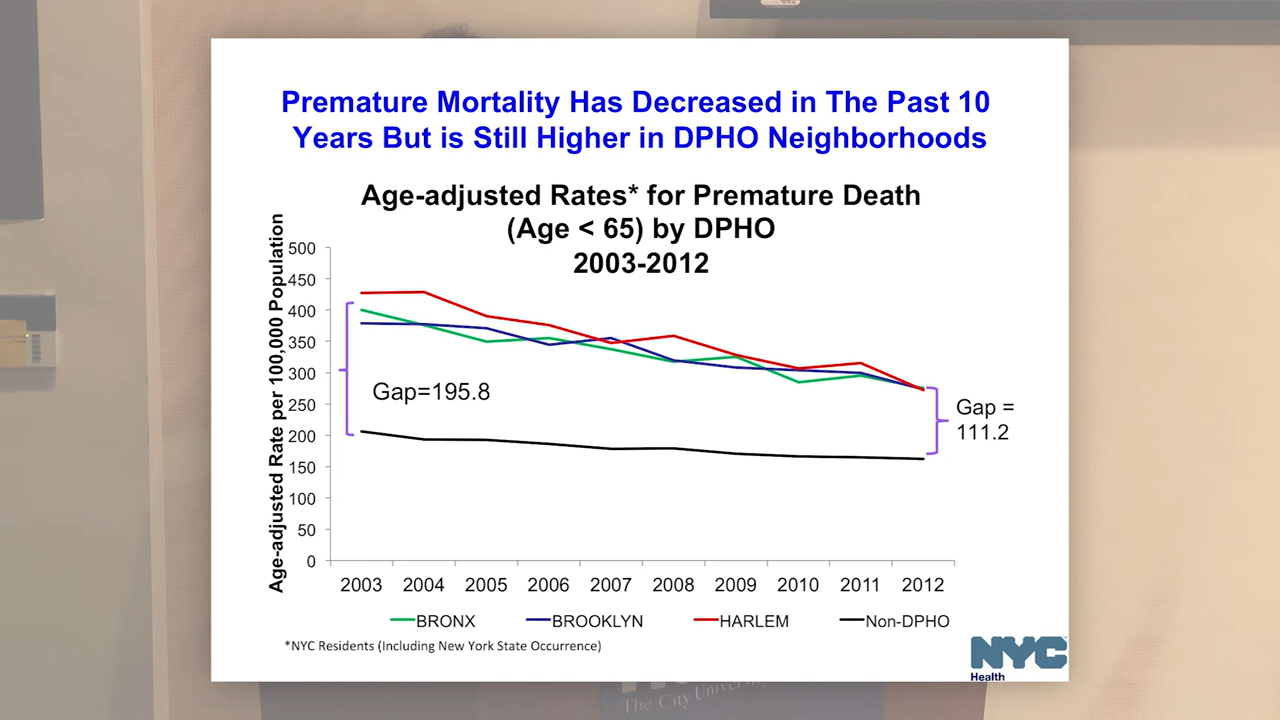 Premature Mortality Has Decreased in The Past 10
Years But is Still Higher in DPHO Neighborhoods
Age-adjusted Rates* for Premature Death
(Age < 65) by DPHO
2003-2012
Age-adjusted Rate per 100,000 Population
500
450
400
350
300
250
200
150
100
50
0
Gap=195.8
Gap =
111.2
2003 2004 2005 2006 2007 2008 2009 2010 2011 2012
BRONX BROOKLYN HARLEM Non-DPHO
*NYC Residents (Including New York State Occurrence)
NYC
Health
The City University